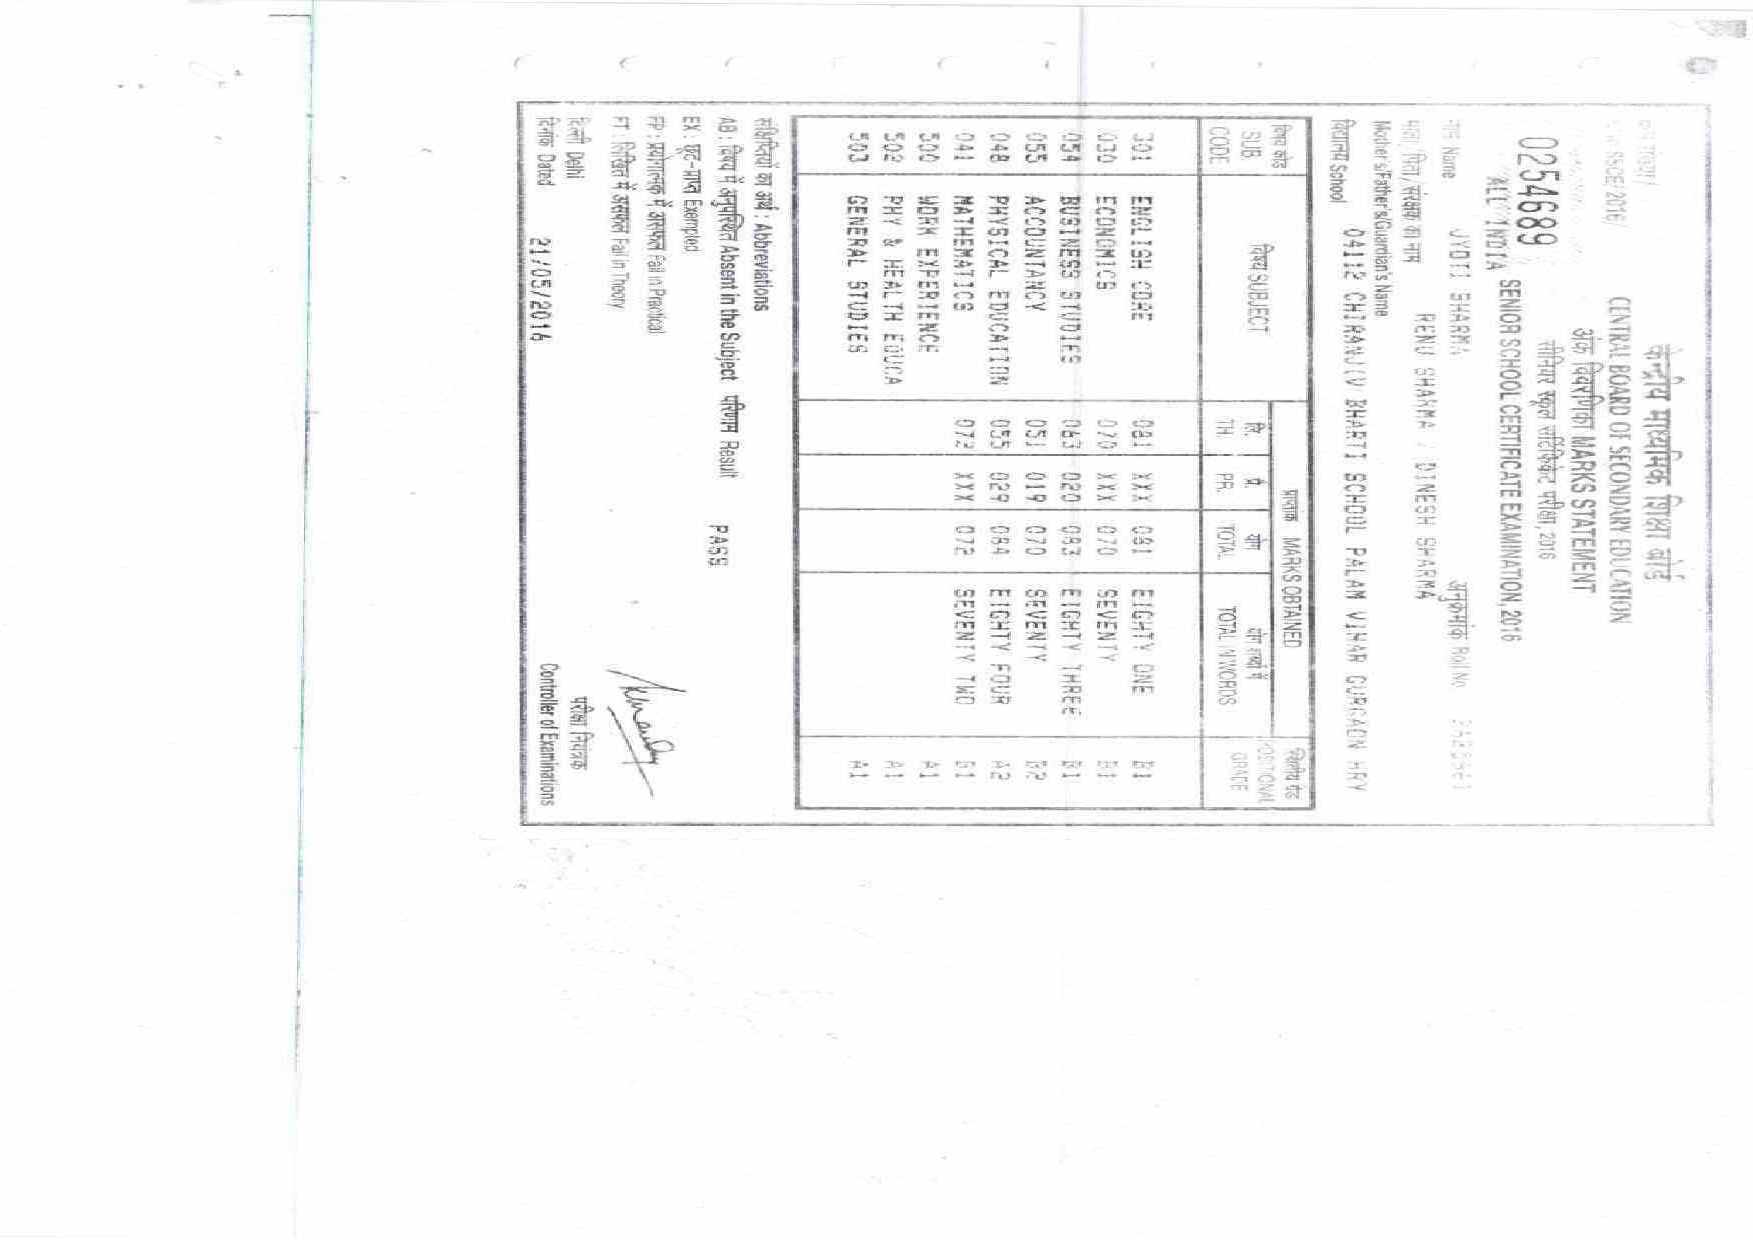 केन्द्रीय माध्यमिक शिक्षा बोर्ड
CENTRAL BOARD OF SECONDARY EDUCATION
अंक विवरणिका MARKS STATEMENT
सीनियर स्कूल सर्टिफिकेट परीक्षा, 2016
SSCE/2016/
0254689
ALL INDIA SENIOR SCHOOL CERTIFICATE EXAMINATION, 2016
नाम Name JYOTI SHARMA अनुक्रमांक Roll No.
माता/पिता/संरक्षक का नाम RENU SHARMA / DINESH SHARMA
Mother's/Father's/Guardian's Name
विद्यालय School 04112 CHIRANJIV BHARTI SCHOOL PALAM VIHAR GURGAON HRY
विषय कोड SUB CODE विषय SUBJECT प्राप्तांक MARKS OBTAINED
TH. प्रे. PR. योग TOTAL योग शब्दों में TOTAL IN WORDS POSITIONAL GRADE
301 ENGLISH CORE 081 XXX 081 EIGHTY ONE B1
030 ECONOMICS 070 XXX 070 SEVENTY B1
054 BUSINESS STUDIES 063 020 083 EIGHTY THREE B1
055 ACCOUNTANCY 051 019 070 SEVENTY B2
048 PHYSICAL EDUCATION 055 029 084 EIGHTY FOUR A2
041 MATHEMATICS 072 XXX 072 SEVENTY TWO B1
500 WORK EXPERIENCE A1
502 PHY & HEALTH EDUCA A1
503 GENERAL STUDIES A1
संक्षिप्तियों का अर्थ : Abbreviations
AB : विषय में अनुपस्थित Absent in the Subject परिणाम Result PASS
EX : छूट-प्राप्त Exempted
FP : प्रयोगात्मक में असफल Fail in Practical
FT : लिखित में असफल Fail in Theory
दिल्ली Delhi परीक्षा नियंत्रक
दिनांक Dated 21/05/2016 Controller of Examinations